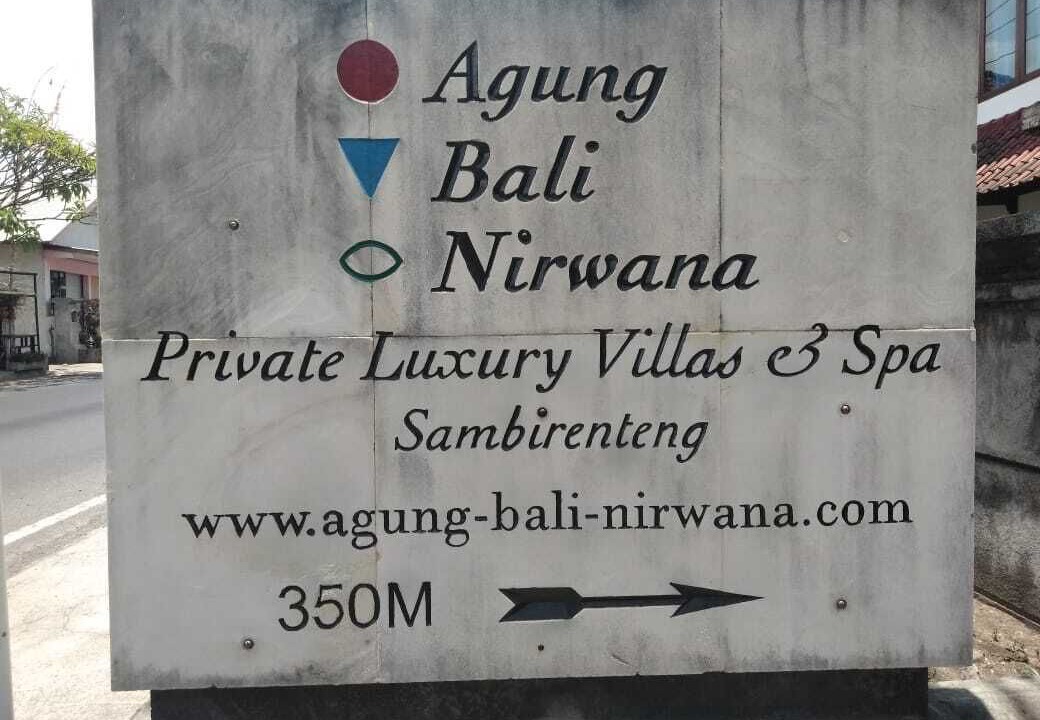 Agung
Bali
Nirwana
Private Luxury Villas & Spa
Sambirenteng
www.agung-bali-nirwana.com
350M